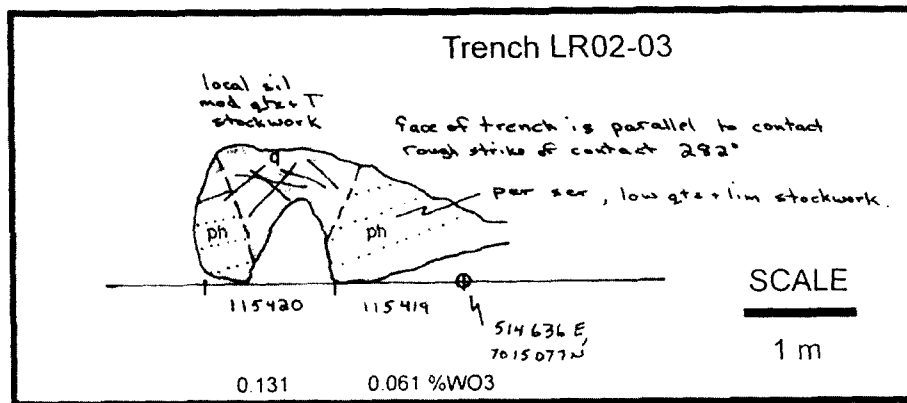 Trench LR02-03
local sil
mod qtz + T
stockwork
face of trench is parallel to contact
rough strike of contact 282°
q
per ser, low qtz + lim stockwork.
ph
ph
SCALE
1 m
115420
115419
514636 E,
7015077N
0.131
0.061 %WO3